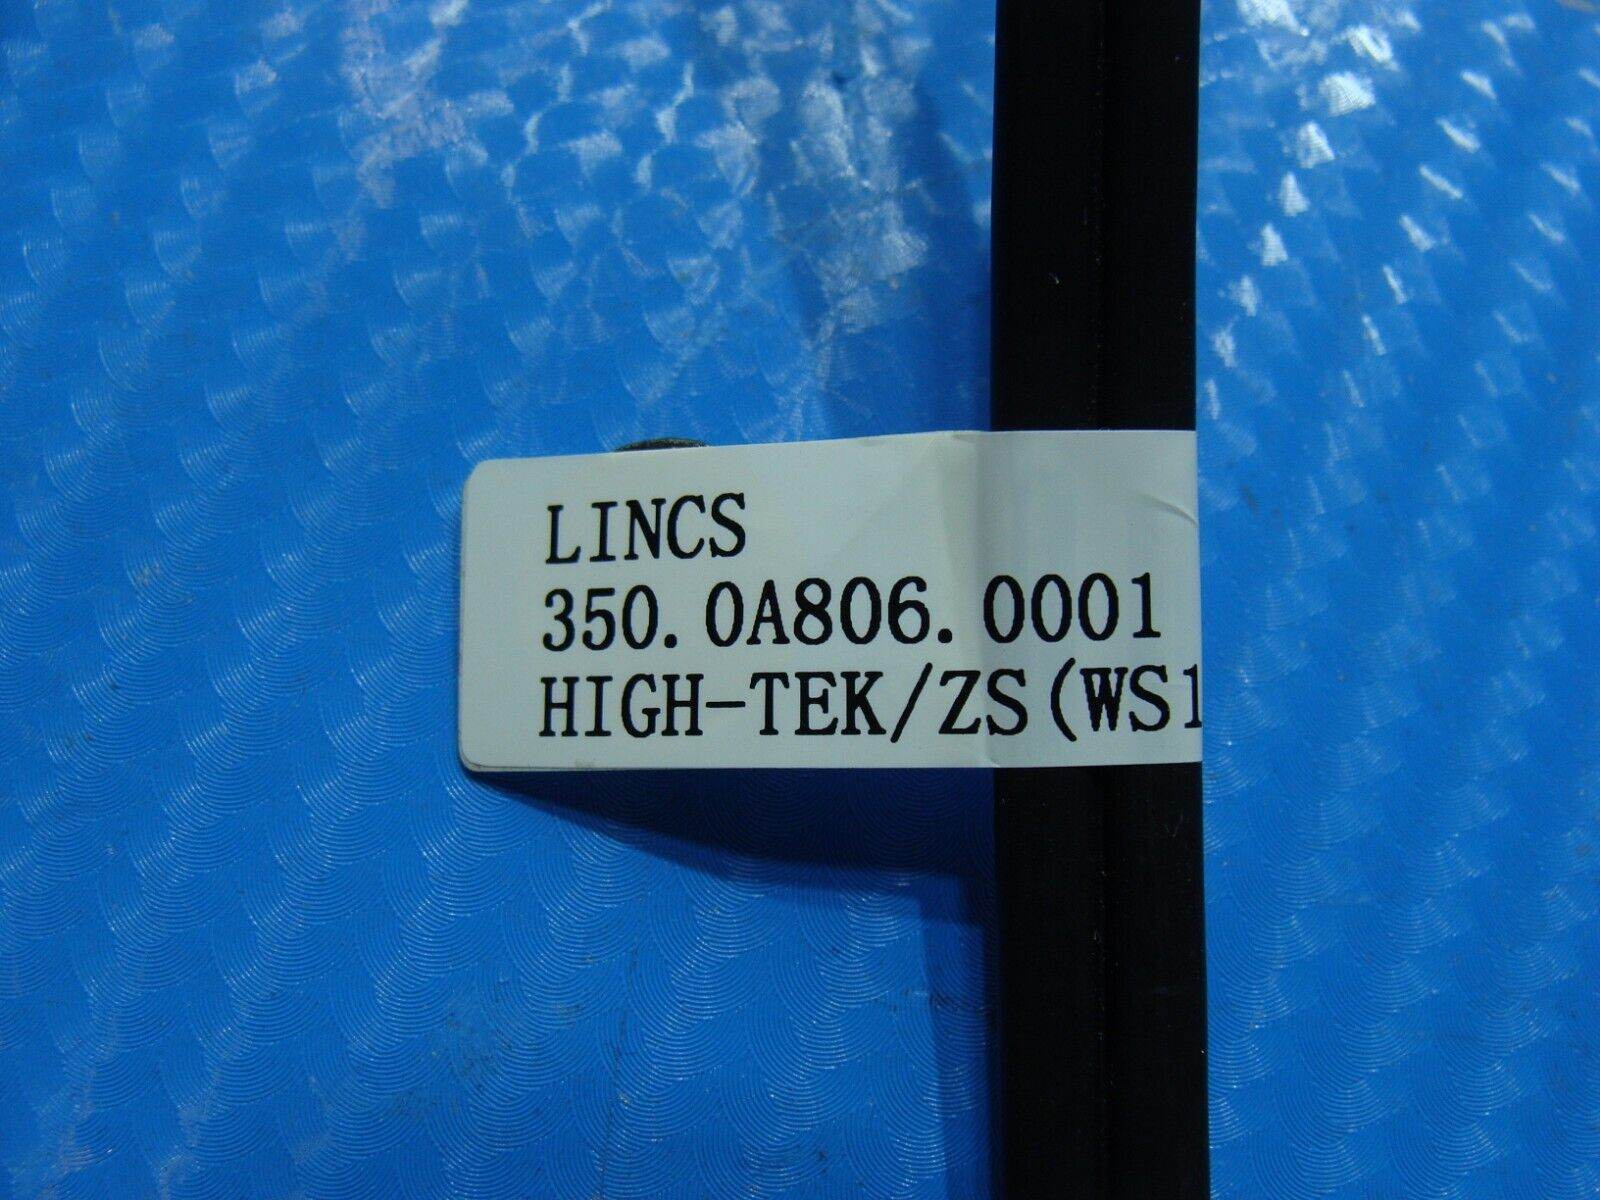 LINCS
350.0A806.0001
HIGH-TEK/ZS(WS1